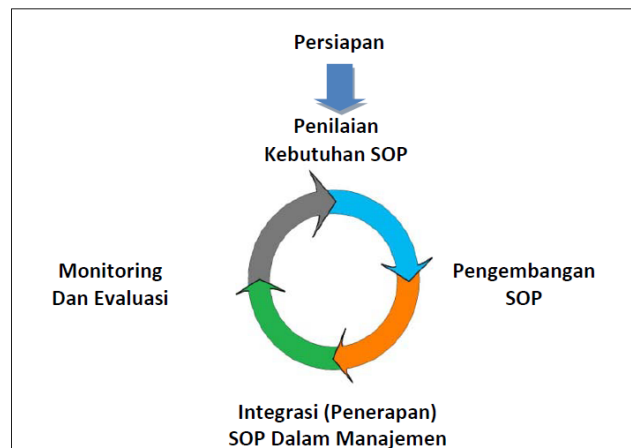 Persiapan
Penilaian
Kebutuhan SOP
Pengembangan
SOP
Integrasi (Penerapan)
SOP Dalam Manajemen
Monitoring
Dan Evaluasi